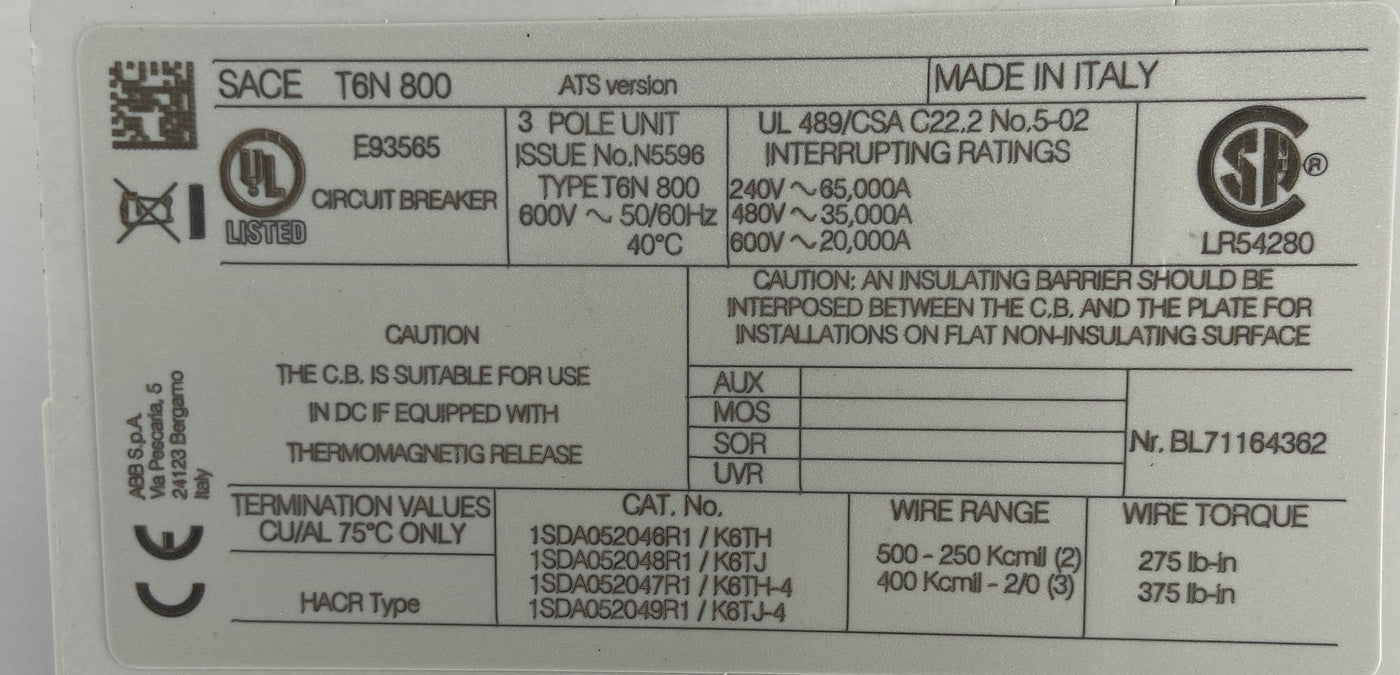 SACE T6N 800 ATS version MADE IN ITALY
UL
LISTED
E93565
CIRCUIT BREAKER
3 POLE UNIT
ISSUE No.N5596
TYPE T6N 800
600V ~ 50/60Hz
40°C
UL 489/CSA C22.2 No.5-02
INTERRUPTING RATINGS
240V ~ 65,000A
480V ~ 35,000A
600V ~ 20,000A
®
LR54280
CAUTION
THE C.B. IS SUITABLE FOR USE
IN DC IF EQUIPPED WITH
THERMOMAGNETIG RELEASE
CAUTION: AN INSULATING BARRIER SHOULD BE
INTERPOSED BETWEEN THE C.B. AND THE PLATE FOR
INSTALLATIONS ON FLAT NON-INSULATING SURFACE
AUX
MOS
SOR
UVR
Nr. BL71164362
ABB S.p.A.
Via Pescaria, 5
24123 Bergamo
Italy
CE
TERMINATION VALUES
CU/AL 75°C ONLY
HACR Type
CAT. No.
1SDA052046R1 / K6TH
1SDA052048R1 / K6TJ
1SDA052047R1 / K6TH-4
1SDA052049R1 / K6TJ-4
WIRE RANGE
500 - 250 Kcmil (2)
400 Kcmil - 2/0 (3)
WIRE TORQUE
275 lb-in
375 lb-in